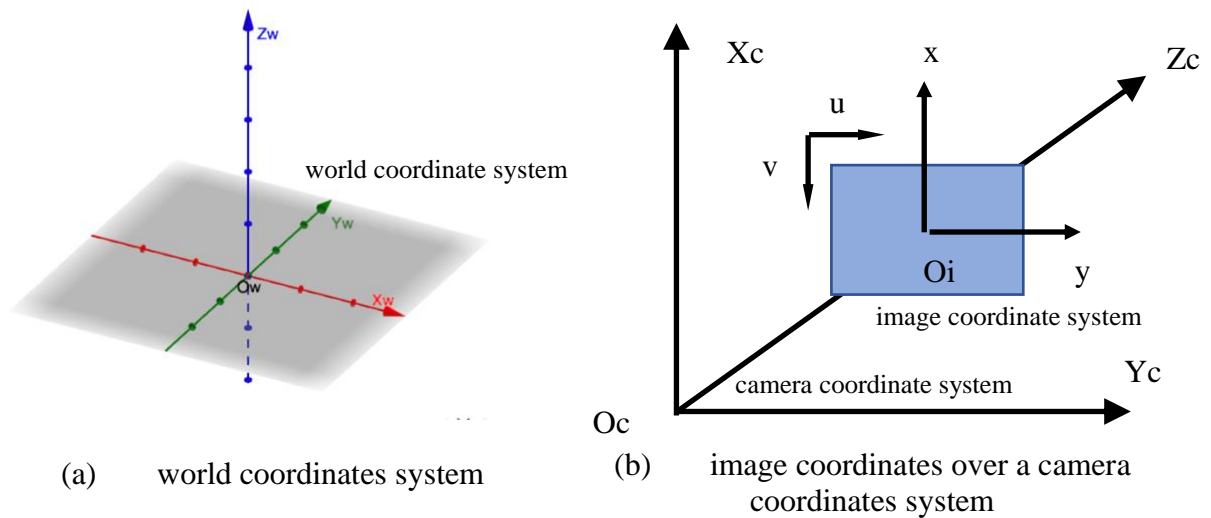 Zw
world coordinate system
Yw
Ow
Xw
(a) world coordinates system
Xc
x
Zc
u
v
Oi
y
image coordinate system
camera coordinate system
Yc
Oc
(b) image coordinates over a camera
coordinates system